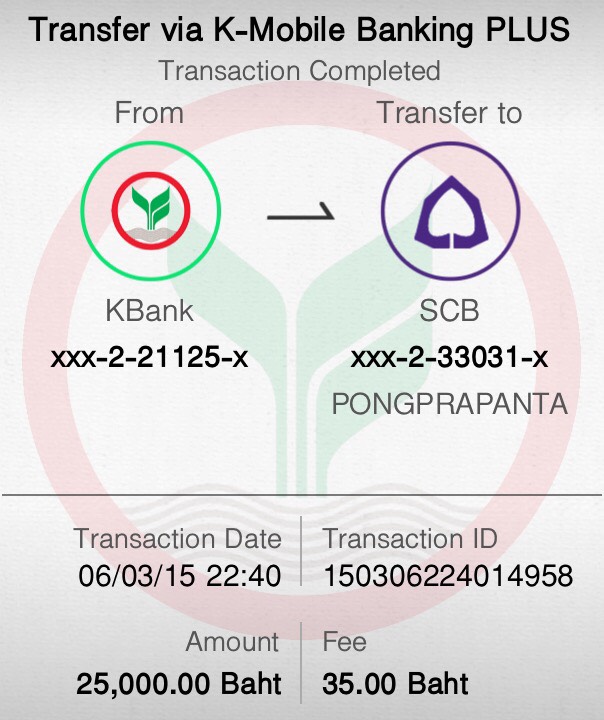 Transfer via K-Mobile Banking PLUS
Transaction Completed
From
Transfer to
KBank
SCB
xxx-2-21125-x
xxx-2-33031-x
PONGPRAPANTA
Transaction Date
Transaction ID
06/03/15 22:40
150306224014958
Amount
Fee
25,000.00 Baht
35.00 Baht